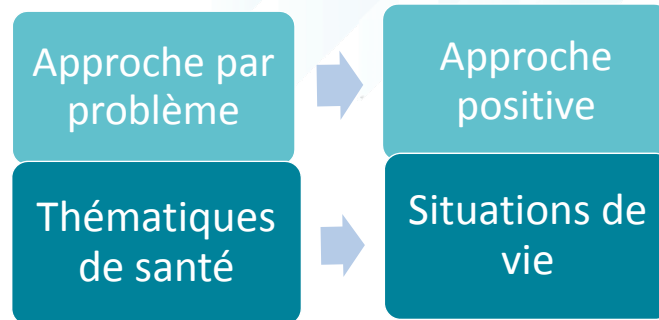 Approche par
problème
Approche
positive
Thématiques
de santé
Situations de
vie